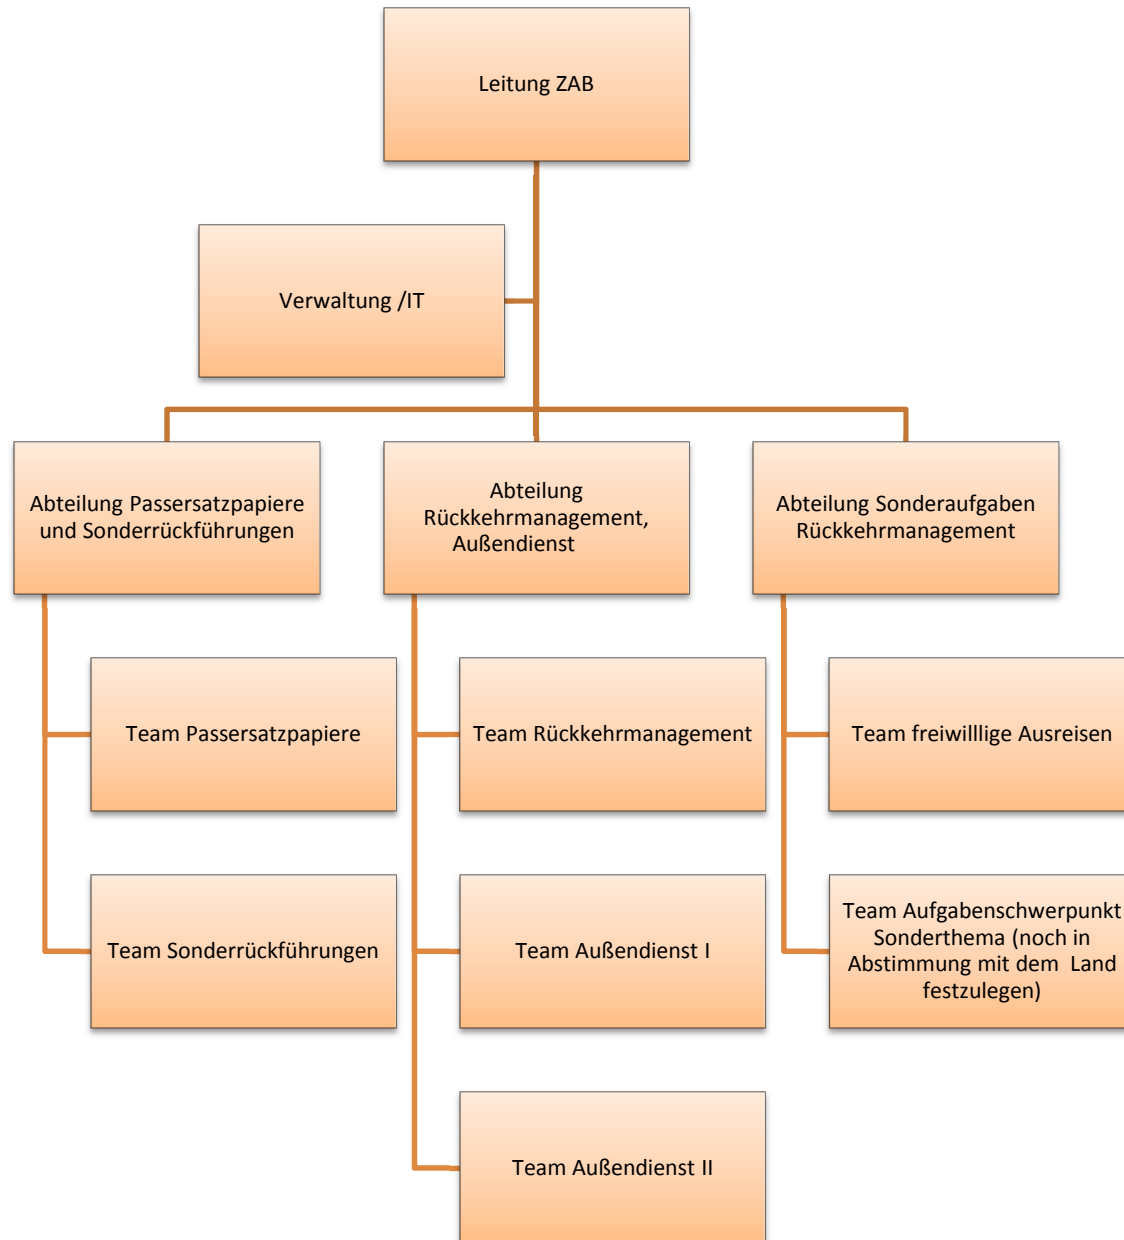 Leitung ZAB
Verwaltung /IT
Abteilung Passersatzpapiere
und Sonderrückführungen
Abteilung
Rückkehrmanagement,
Außendienst
Abteilung Sonderaufgaben
Rückkehrmanagement
Team Passersatzpapiere
Team Rückkehrmanagement
Team freiwilllige Ausreisen
Team Sonderrückführungen
Team Außendienst I
Team Aufgabenschwerpunkt
Sonderthema (noch in
Abstimmung mit dem  Land
festzulegen)
Team Außendienst II